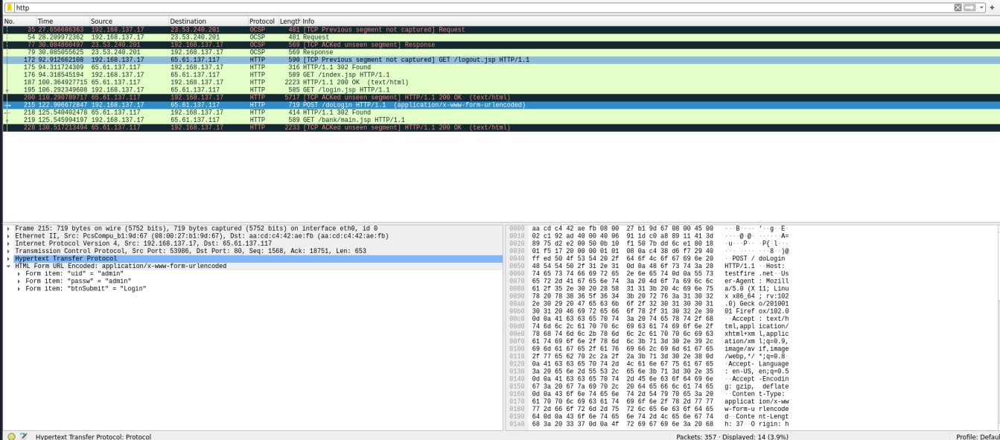 http
No. Time Source Destination Protocol Length Info
35 27.656686363 192.168.137.17 23.53.240.201 OCSP 481 [TCP Previous segment not captured] Request
54 28.209972362 192.168.137.17 23.53.240.201 OCSP 481 Request
77 30.084860497 23.53.240.201 192.168.137.17 OCSP 569 [TCP ACKed unseen segment] Response
79 30.085055625 23.53.240.201 192.168.137.17 OCSP 569 Response
172 92.912662108 192.168.137.17 65.61.137.117 HTTP 590 [TCP Previous segment not captured] GET /logout.jsp HTTP/1.1
175 94.311724309 65.61.137.117 192.168.137.17 HTTP 316 HTTP/1.1 302 Found
176 94.318545194 192.168.137.17 65.61.137.117 HTTP 589 GET /index.jsp HTTP/1.1
187 100.364927715 65.61.137.117 192.168.137.17 HTTP 2223 HTTP/1.1 200 OK (text/html)
195 106.292349608 192.168.137.17 65.61.137.117 HTTP 585 GET /login.jsp HTTP/1.1
200 110.290789717 65.61.137.117 192.168.137.17 HTTP 5717 [TCP ACKed unseen segment] HTTP/1.1 200 OK (text/html)
215 122.906672847 192.168.137.17 65.61.137.117 HTTP 719 POST /doLogin HTTP/1.1 (application/x-www-form-urlencoded)
218 125.540402478 65.61.137.117 192.168.137.17 HTTP 414 HTTP/1.1 302 Found
219 125.545994197 192.168.137.17 65.61.137.117 HTTP 589 GET /bank/main.jsp HTTP/1.1
228 130.517213494 65.61.137.117 192.168.137.17 HTTP 2233 [TCP ACKed unseen segment] HTTP/1.1 200 OK (text/html)
Frame 215: 719 bytes on wire (5752 bits), 719 bytes captured (5752 bits) on interface eth0, id 0
Ethernet II, Src: PcsCompu_b1:9d:67 (08:00:27:b1:9d:67), Dst: aa:cd:c4:42:ae:fb (aa:cd:c4:42:ae:fb)
Internet Protocol Version 4, Src: 192.168.137.17, Dst: 65.61.137.117
Transmission Control Protocol, Src Port: 53986, Dst Port: 80, Seq: 1568, Ack: 18751, Len: 653
Hypertext Transfer Protocol
HTML Form URL Encoded: application/x-www-form-urlencoded
Form item: "uid" = "admin"
Form item: "passw" = "admin"
Form item: "btnSubmit" = "Login"
0000 aa cd c4 42 ae fb 08 00 27 b1 9d 67 08 00 45 00 ···B···· '··g··E·
0010 02 c1 92 ad 40 00 40 06 91 1d c0 a8 89 11 41 3d ····@·@· ······A=
0020 89 75 d2 e2 00 50 0b 10 f1 50 7b dd 6c e1 80 18 ·u···P·· ·P{·l···
0030 01 f5 17 20 00 00 01 01 08 0a c4 38 d6 f7 29 40 ··· ···· ···8··)@
0040 ff ed 50 4f 53 54 20 2f 64 6f 4c 6f 67 69 6e 20 ··POST / doLogin
0050 48 54 54 50 2f 31 2e 31 0d 0a 48 6f 73 74 3a 20 HTTP/1.1 ··Host:
0060 74 65 73 74 66 69 72 65 2e 6e 65 74 0d 0a 55 73 testfire .net··Us
0070 65 72 2d 41 67 65 6e 74 3a 20 4d 6f 7a 69 6c 6c er-Agent : Mozill
0080 61 2f 35 2e 30 20 28 58 31 31 3b 20 4c 69 6e 75 a/5.0 (X 11; Linu
0090 78 20 78 38 36 5f 36 34 3b 20 72 76 3a 31 30 32 x x86_64 ; rv:102
00a0 2e 30 29 20 47 65 63 6b 6f 2f 32 30 31 30 30 31 .0) Geck o/201001
00b0 30 31 20 46 69 72 65 66 6f 78 2f 31 30 32 2e 30 01 Firef ox/102.0
00c0 0d 0a 41 63 63 65 70 74 3a 20 74 65 78 74 2f 68 ··Accept : text/h
00d0 74 6d 6c 2c 61 70 70 6c 69 63 61 74 69 6f 6e 2f tml,appl ication/
00e0 78 68 74 6d 6c 2b 78 6d 6c 2c 61 70 70 6c 69 63 xhtml+xm l,applic
00f0 61 74 69 6f 6e 2f 78 6d 6c 3b 71 3d 30 2e 39 2c ation/xm l;q=0.9,
0100 69 6d 61 67 65 2f 61 76 69 66 2c 69 6d 61 67 65 image/av if,image
0110 2f 77 65 62 70 2c 2a 2f 2a 3b 71 3d 30 2e 38 0d /webp,*/ *;q=0.8·
0120 0a 41 63 63 65 70 74 2d 4c 61 6e 67 75 61 67 65 ·Accept- Language
0130 3a 20 65 6e 2d 55 53 2c 65 6e 3b 71 3d 30 2e 35 : en-US, en;q=0.5
0140 0d 0a 41 63 63 65 70 74 2d 45 6e 63 6f 64 69 6e ··Accept -Encodin
0150 67 3a 20 67 7a 69 70 2c 20 64 65 66 6c 61 74 65 g: gzip, deflate
0160 0d 0a 43 6f 6e 74 65 6e 74 2d 54 79 70 65 3a 20 ··Conten t-Type:
0170 61 70 70 6c 69 63 61 74 69 6f 6e 2f 78 2d 77 77 applicat ion/x-ww
0180 77 2d 66 6f 72 6d 2d 75 72 6c 65 6e 63 6f 64 65 w-form-u rlencode
0190 64 0d 0a 43 6f 6e 74 65 6e 74 2d 4c 65 6e 67 74 d··Conte nt-Lengt
01a0 68 3a 20 33 37 0d 0a 4f 72 69 67 69 6e 3a 20 68 h: 37··O rigin: h
Hypertext Transfer Protocol: Protocol Packets: 357 · Displayed: 14 (3.9%) Profile: Defau